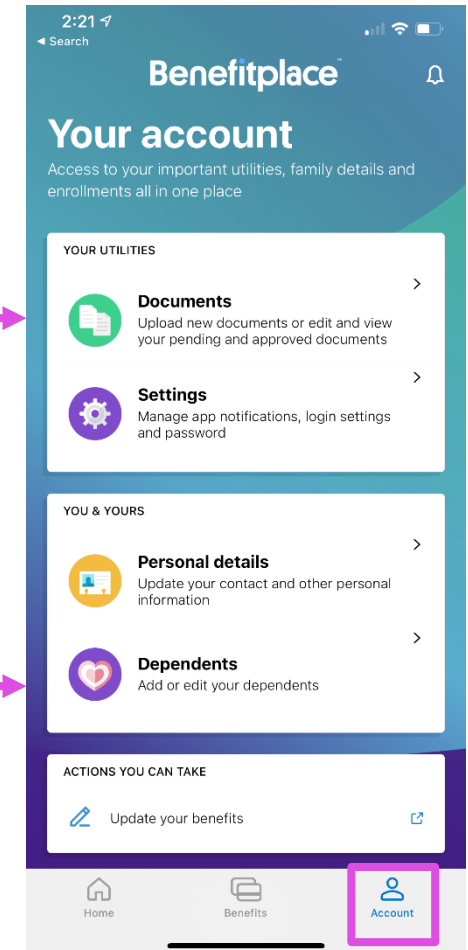 2:21
Search
Benefitplace
Your account
Access to your important utilities, family details and
enrollments all in one place
YOUR UTILITIES
Documents
Upload new documents or edit and view
your pending and approved documents
Settings
Manage app notifications, login settings
and password
YOU & YOURS
Personal details
Update your contact and other personal
information
Dependents
Add or edit your dependents
ACTIONS YOU CAN TAKE
Update your benefits
Home
Benefits
Account